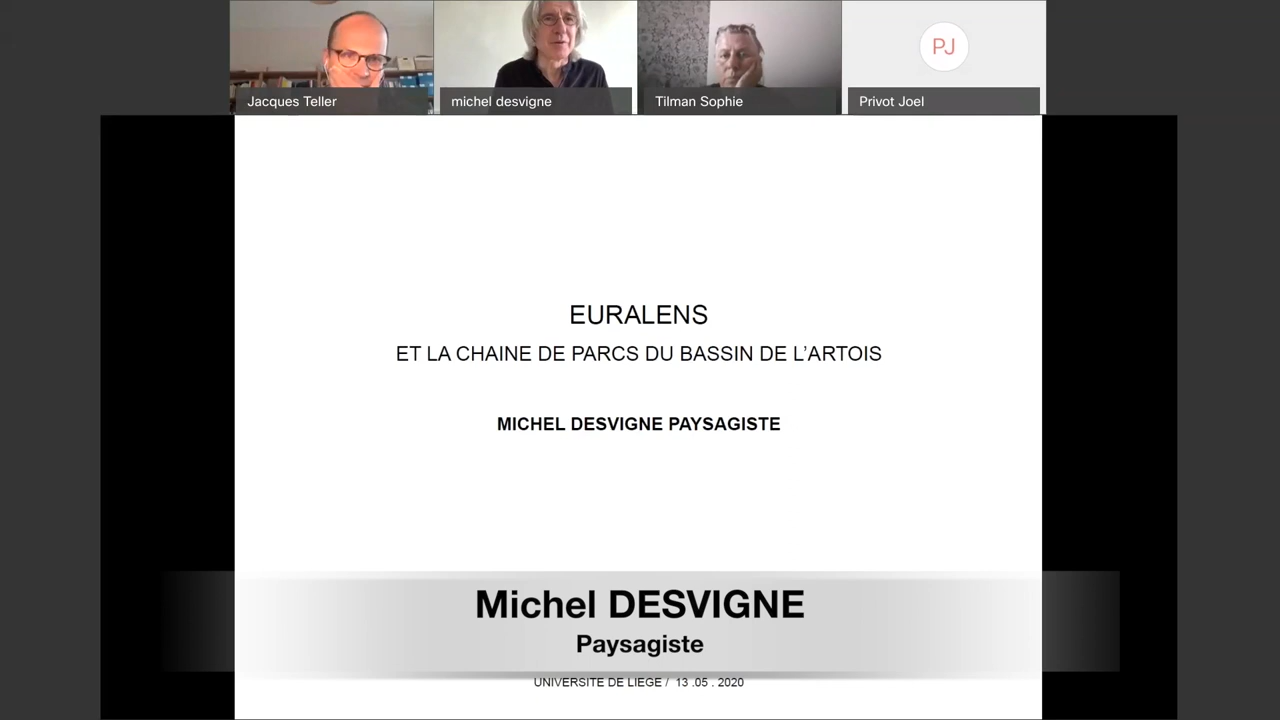 Jacques Teller
michel desvigne
Tilman Sophie
PJ
Privot Joel
EURALENS
ET LA CHAINE DE PARCS DU BASSIN DE L'ARTOIS
MICHEL DESVIGNE PAYSAGISTE
Michel DESVIGNE
Paysagiste
UNIVERSITE DE LIEGE / 13 .05 . 2020